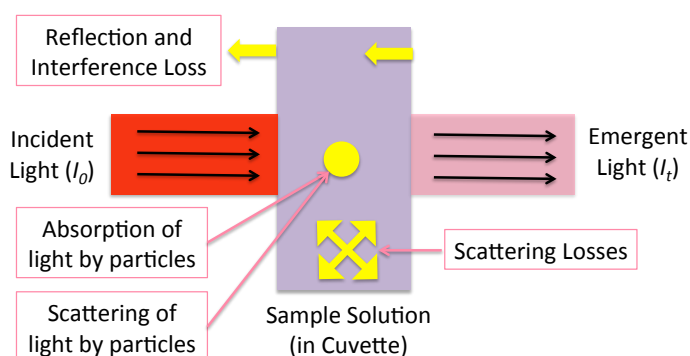 Reflection and
Interference Loss
Incident
Light (I0)
Emergent
Light (It)
Absorption of
light by particles
Scattering Losses
Scattering of
light by particles
Sample Solution
(in Cuvette)